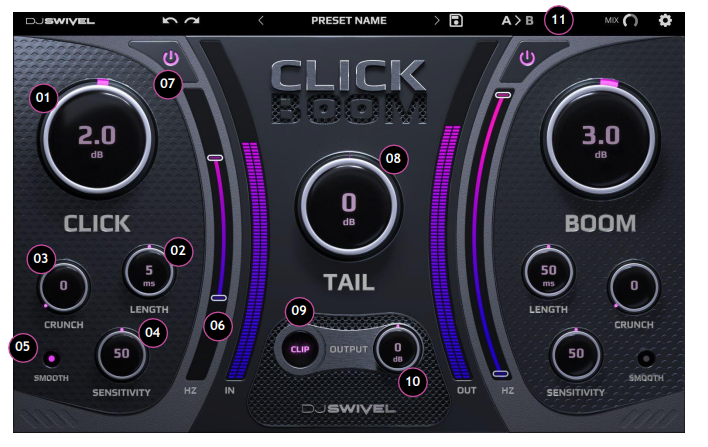 DJSWIVEL
PRESET NAME
A > B
11
MIX
07
01
2.0
dB
CLICK
BOOM
3.0
dB
08
0
dB
CLICK
BOOM
TAIL
03
02
0
5
ms
50
ms
0
CRUNCH
LENGTH
LENGTH
CRUNCH
04
06
09
05
50
CLIP
OUTPUT
0
dB
50
SMOOTH
SENSITIVITY
HZ
IN
10
OUT
HZ
SENSITIVITY
SMOOTH
DJSWIVEL